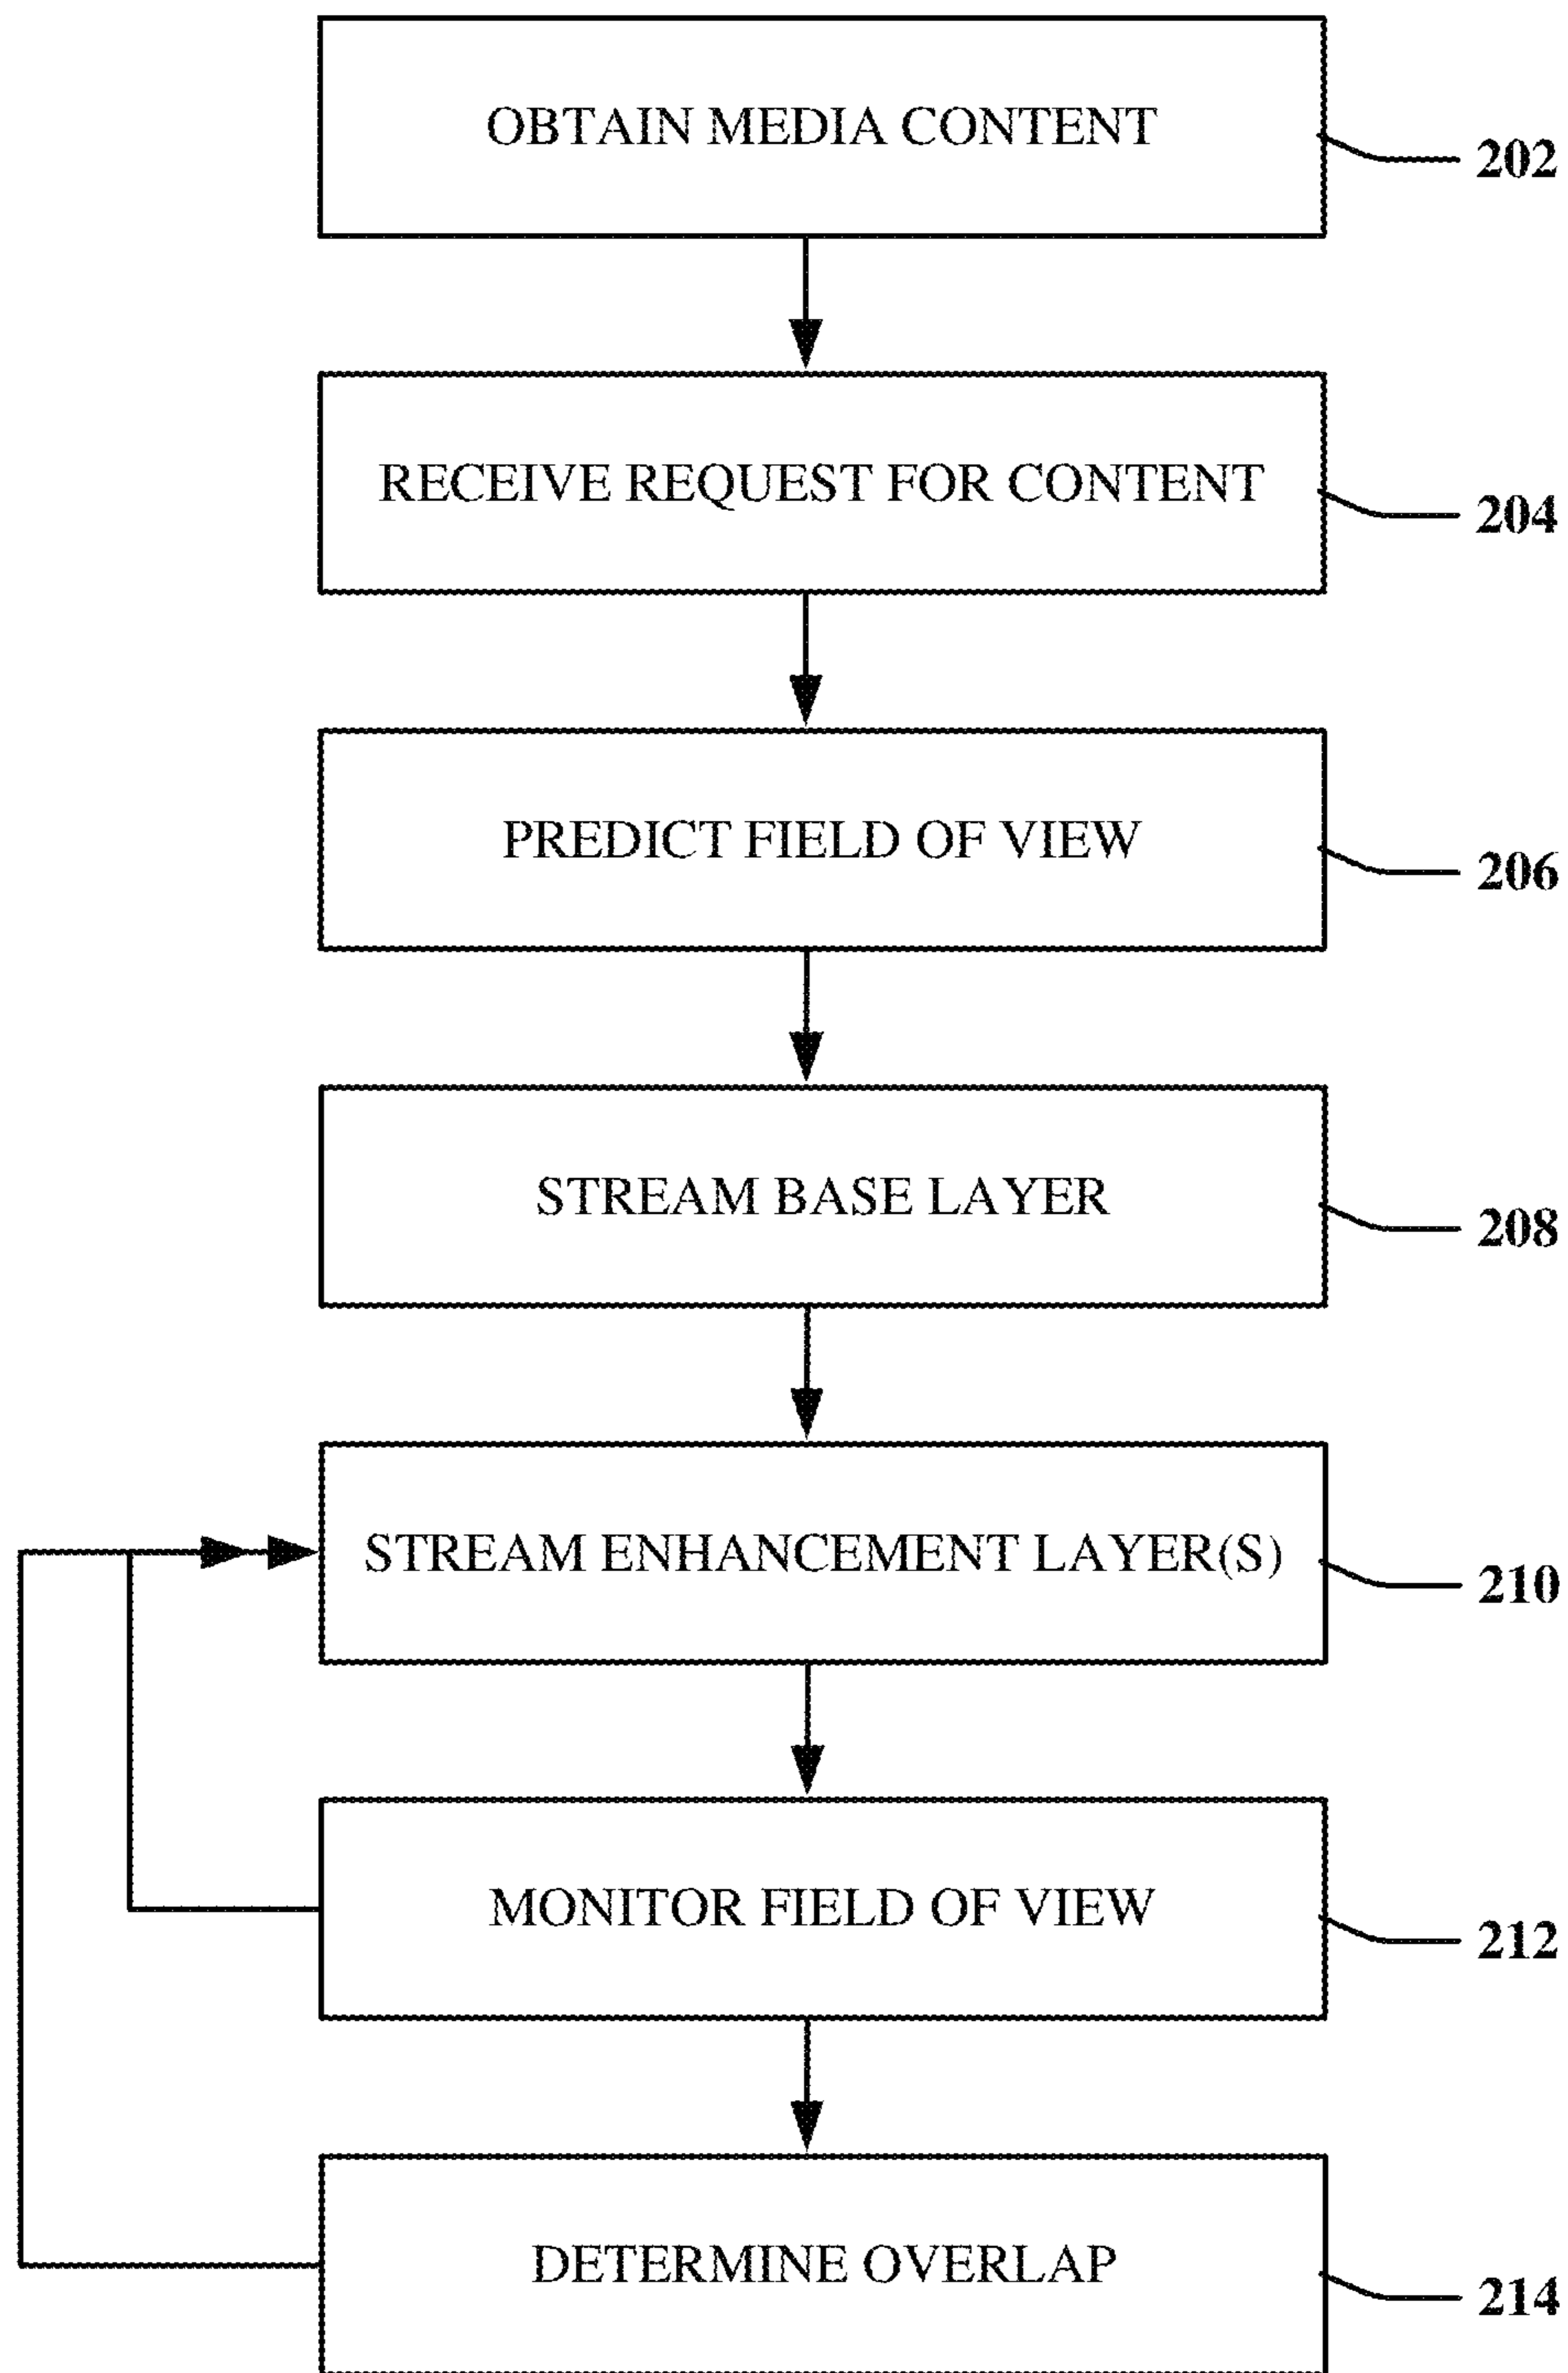 OBTAIN MEDIA CONTENT
202
RECEIVE REQUEST FOR CONTENT
204
PREDICT FIELD OF VIEW
206
STREAM BASE LAYER
208
STREAM ENHANCEMENT LAYER(S)
210
MONITOR FIELD OF VIEW
212
DETERMINE OVERLAP
214